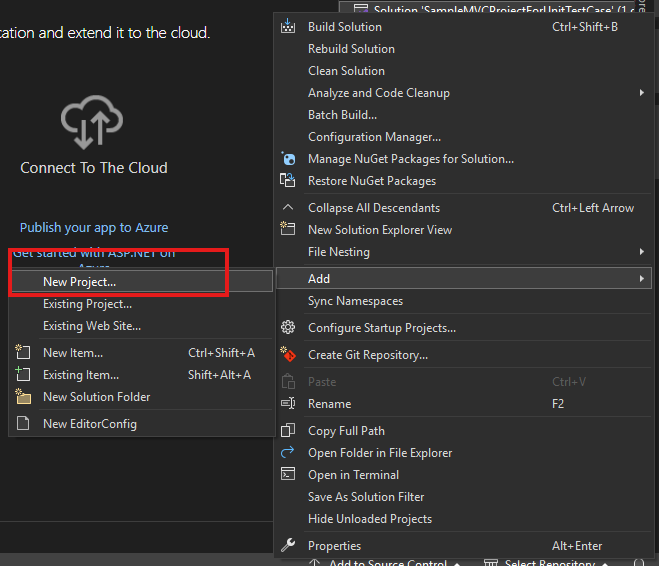 Solution 'SampleMVCProjectForUnitTestCase' (1
cation and extend it to the cloud.
Connect To The Cloud
Publish your app to Azure
Get started with ASP.NET on
Azure
Build Solution Ctrl+Shift+B
Rebuild Solution
Clean Solution
Analyze and Code Cleanup
Batch Build...
Configuration Manager...
Manage NuGet Packages for Solution...
Restore NuGet Packages
Collapse All Descendants Ctrl+Left Arrow
New Solution Explorer View
File Nesting
Add
Sync Namespaces
Configure Startup Projects...
Create Git Repository...
Paste Ctrl+V
Rename F2
Copy Full Path
Open Folder in File Explorer
Open in Terminal
Save As Solution Filter
Hide Unloaded Projects
Properties Alt+Enter
New Project...
Existing Project...
Existing Web Site...
New Item... Ctrl+Shift+A
Existing Item... Shift+Alt+A
New Solution Folder
New EditorConfig
Add to Source Control
Select Repository